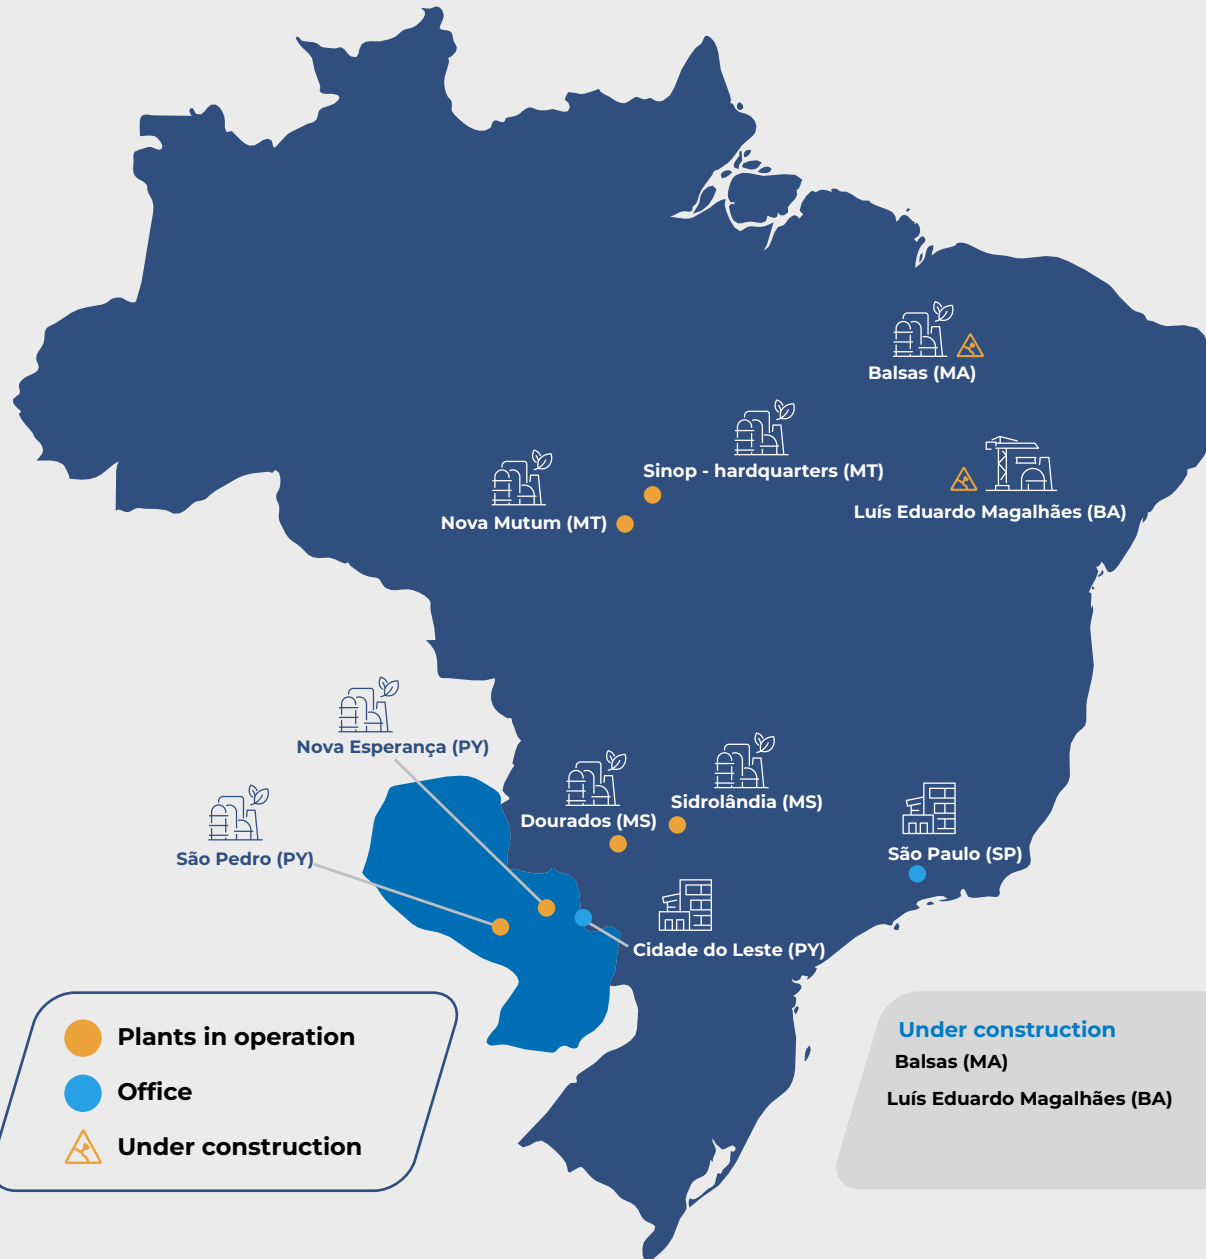 Balsas (MA)
Sinop - hardquarters (MT)
Nova Mutum (MT)
Luís Eduardo Magalhães (BA)
Nova Esperança (PY)
Sidrolândia (MS)
Dourados (MS)
São Pedro (PY)
São Paulo (SP)
Cidade do Leste (PY)
Plants in operation
Office
Under construction
Under construction
Balsas (MA)
Luís Eduardo Magalhães (BA)